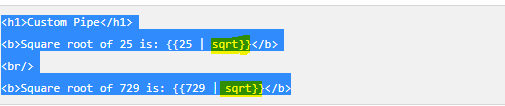 <h1>Custom Pipe</h1>
<b>Square root of 25 is: {{25 | sqrt}}</b>
<br/>
<b>Square root of 729 is: {{729 | sqrt}}</b>